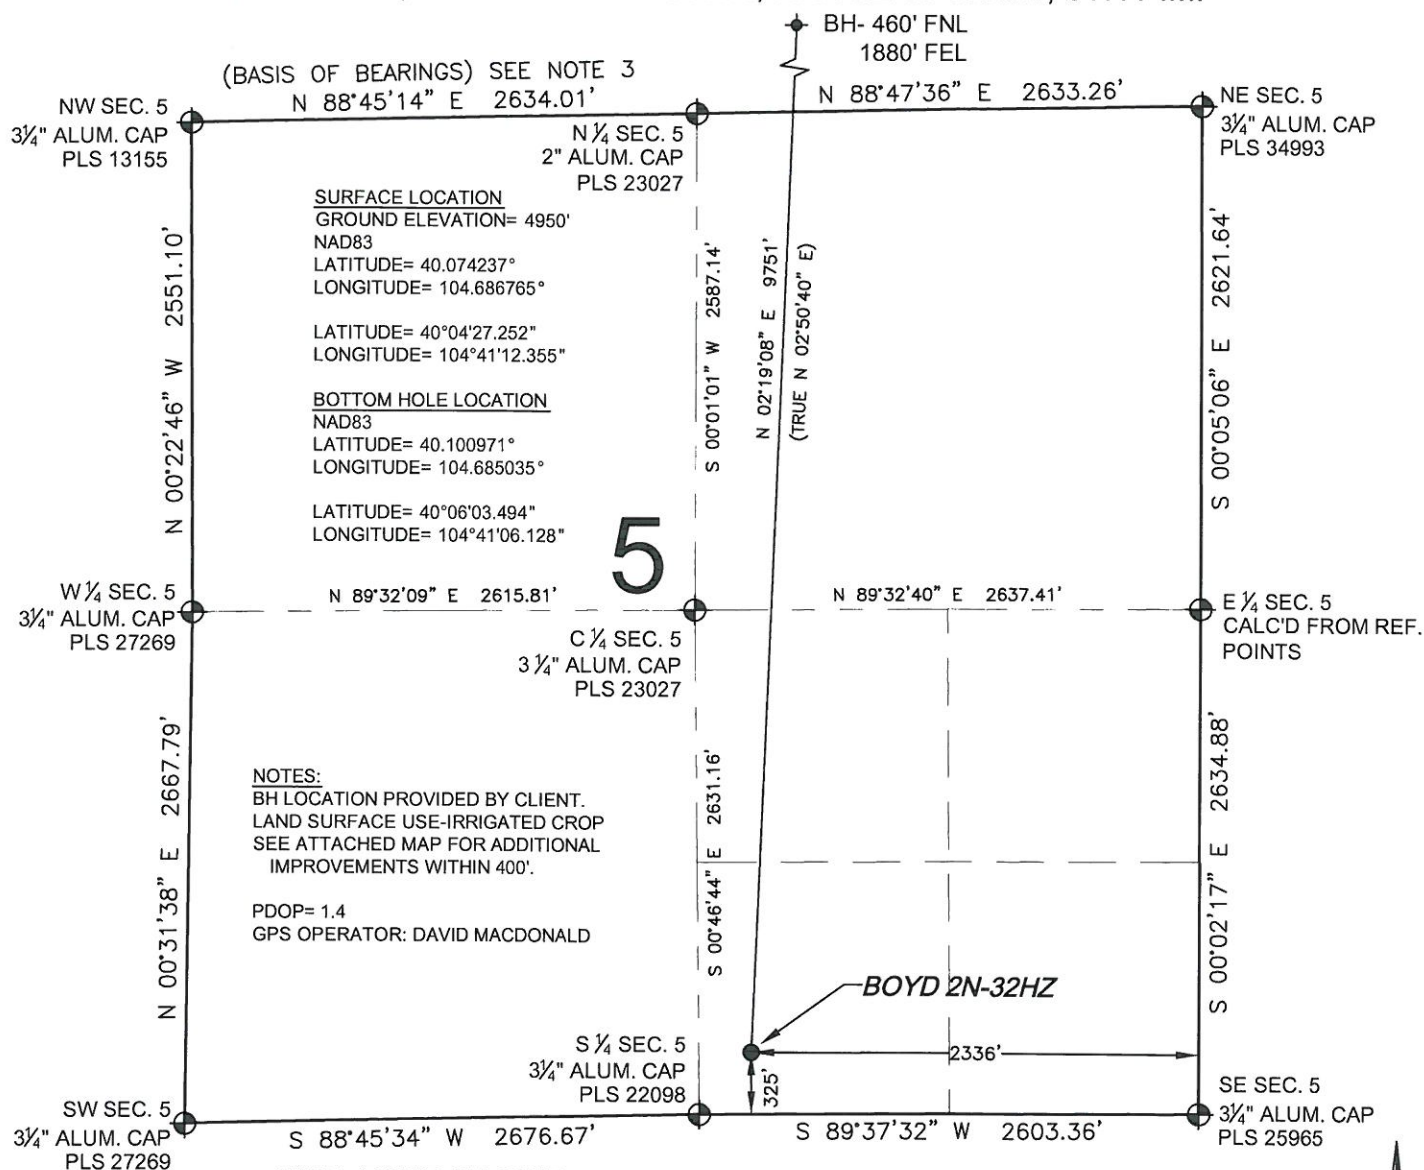 BH- 460' FNL
1880' FEL
(BASIS OF BEARINGS) SEE NOTE 3
N 88°45'14" E 2634.01'
N 88°47'36" E 2633.26'
NW SEC. 5
3¼" ALUM. CAP
PLS 13155
N ¼ SEC. 5
2" ALUM. CAP
PLS 23027
NE SEC. 5
3¼" ALUM. CAP
PLS 34993
SURFACE LOCATION
GROUND ELEVATION= 4950'
NAD83
LATITUDE= 40.074237°
LONGITUDE= 104.686765°
LATITUDE= 40°04'27.252"
LONGITUDE= 104°41'12.355"
BOTTOM HOLE LOCATION
NAD83
LATITUDE= 40.100971°
LONGITUDE= 104.685035°
LATITUDE= 40°06'03.494"
LONGITUDE= 104°41'06.128"
N 00°22'46" W 2551.10'
S 00°01'01" W 2587.14'
N 02°19'08" E 9751'
(TRUE N 02°50'40" E)
S 00°05'06" E 2621.64'
5
W ¼ SEC. 5
3¼" ALUM. CAP
PLS 27269
N 89°32'09" E 2615.81'
N 89°32'40" E 2637.41'
C ¼ SEC. 5
3 ¼" ALUM. CAP
PLS 23027
E ¼ SEC. 5
CALC'D FROM REF.
POINTS
N 00°31'38" E 2667.79'
NOTES:
BH LOCATION PROVIDED BY CLIENT.
LAND SURFACE USE-IRRIGATED CROP
SEE ATTACHED MAP FOR ADDITIONAL
IMPROVEMENTS WITHIN 400'.
PDOP= 1.4
GPS OPERATOR: DAVID MACDONALD
S 00°46'44" E 2631.16'
S 00°02'17" E 2634.88'
BOYD 2N-32HZ
2336'
325'
S ¼ SEC. 5
3¼" ALUM. CAP
PLS 22098
SW SEC. 5
3¼" ALUM. CAP
PLS 27269
S 88°45'34" W 2676.67'
S 89°37'32" W 2603.36'
SE SEC. 5
3¼" ALUM. CAP
PLS 25965